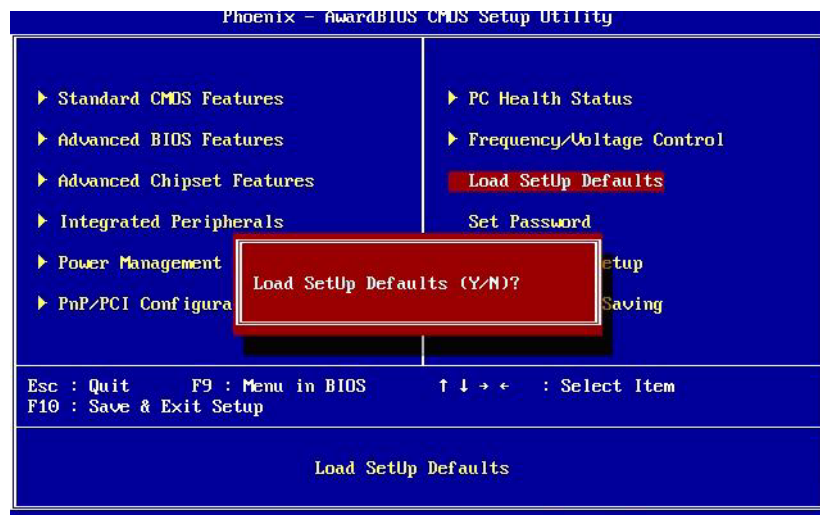 Phoenix - AwardBIOS CMOS Setup Utility
Standard CMOS Features
Advanced BIOS Features
Advanced Chipset Features
Integrated Peripherals
Power Management
PnP/PCI Configura
PC Health Status
Frequency/Voltage Control
Load SetUp Defaults
Set Password
etup
Saving
Load SetUp Defaults (Y/N)?
Esc : Quit F9 : Menu in BIOS ↑ ↓ → ← : Select Item
F10 : Save & Exit Setup
Load SetUp Defaults